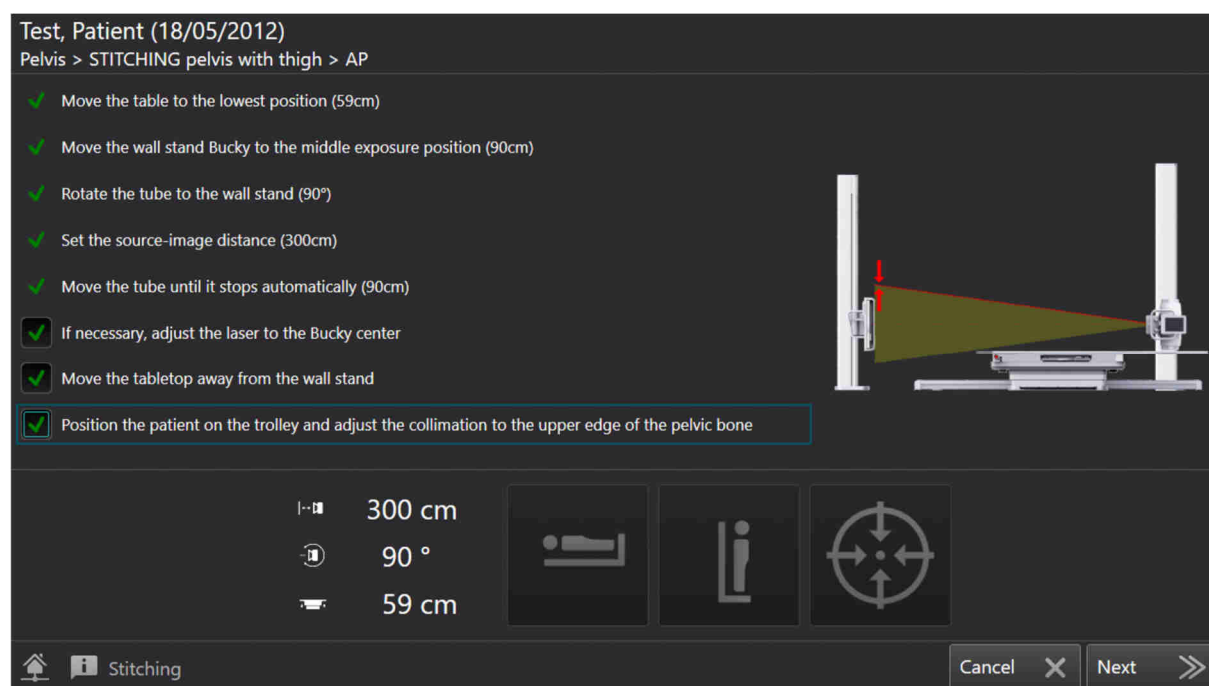 Test, Patient (18/05/2012)
Pelvis > STITCHING pelvis with thigh > AP
Move the table to the lowest position (59cm)
Move the wall stand Bucky to the middle exposure position (90cm)
Rotate the tube to the wall stand (90°)
Set the source-image distance (300cm)
Move the tube until it stops automatically (90cm)
If necessary, adjust the laser to the Bucky center
Move the tabletop away from the wall stand
Position the patient on the trolley and adjust the collimation to the upper edge of the pelvic bone
300 cm
90 °
59 cm
Stitching
Cancel
Next